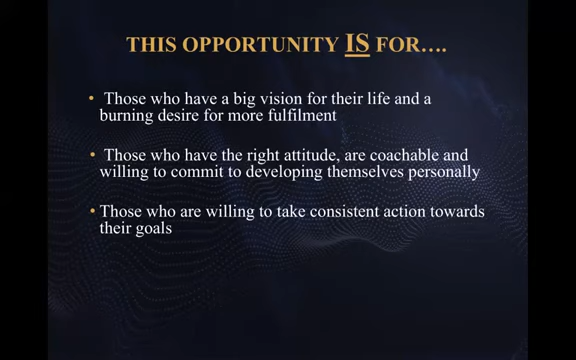 THIS OPPORTUNITY IS FOR....
• Those who have a big vision for their life and a
burning desire for more fulfilment
• Those who have the right attitude, are coachable and
willing to commit to developing themselves personally
• Those who are willing to take consistent action towards
their goals